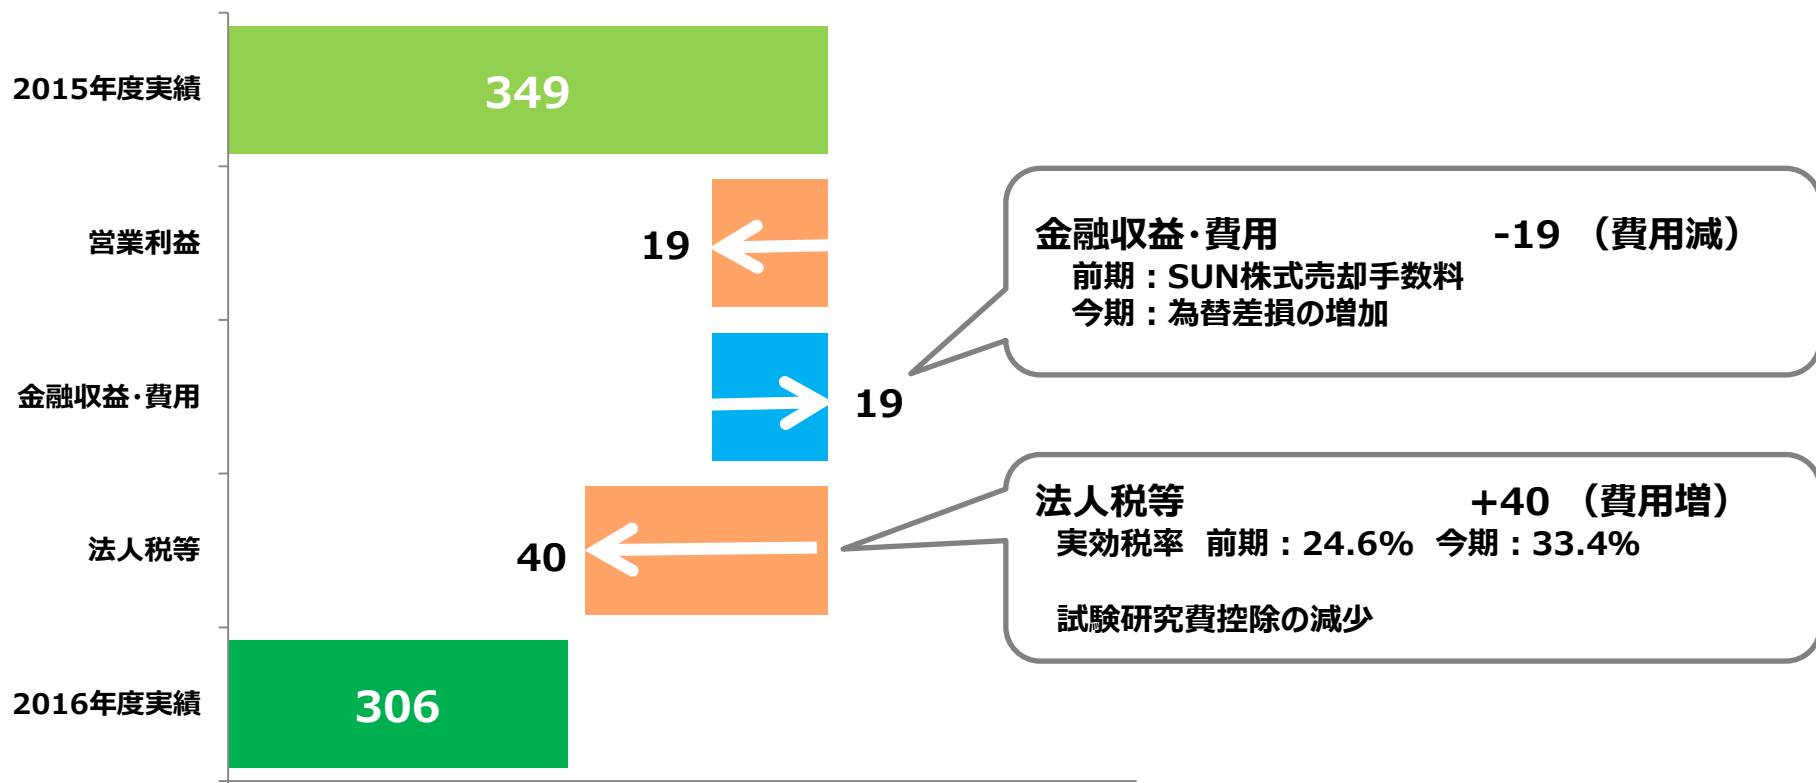 2015年度実績
349
営業利益
19
金融収益・費用 -19 （費用減）
前期：SUN株式売却手数料
今期：為替差損の増加
金融収益・費用
19
法人税等
40
法人税等 +40 （費用増）
実効税率 前期：24.6% 今期：33.4%
試験研究費控除の減少
2016年度実績
306